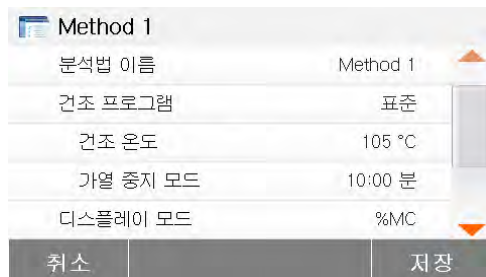 Method 1
분석법 이름 Method 1
건조 프로그램 표준
건조 온도 105 °C
가열 중지 모드 10:00 분
디스플레이 모드 %MC
취소 저장